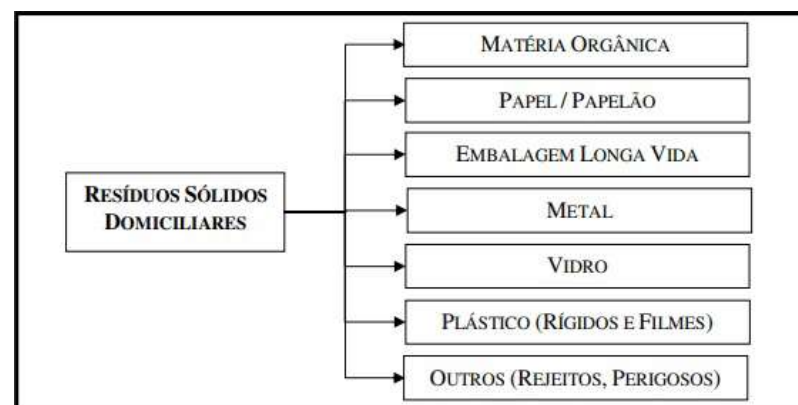 MATÉRIA ORGÂNICA
PAPEL / PAPELÃO
EMBALAGEM LONGA VIDA
RESÍDUOS SÓLIDOS
DOMICILIARES
METAL
VIDRO
PLÁSTICO (RÍGIDOS E FILMES)
OUTROS (REJEITOS, PERIGOSOS)